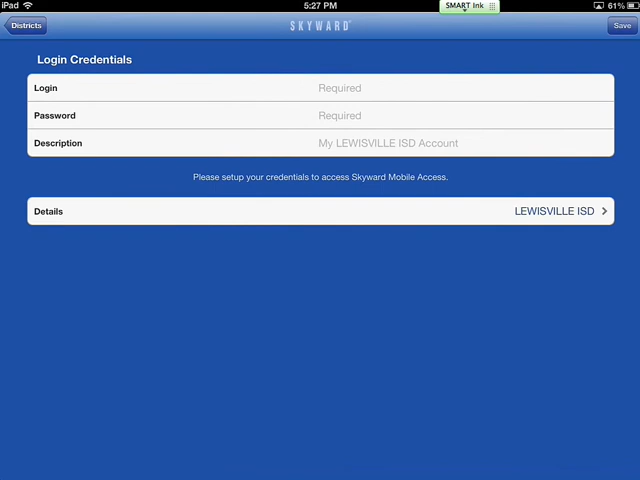 iPad 5:27 PM SMART Ink 61%
Districts SKYWARD Save
Login Credentials
Login Required
Password Required
Description My LEWISVILLE ISD Account
Please setup your credentials to access Skyward Mobile Access.
Details LEWISVILLE ISD